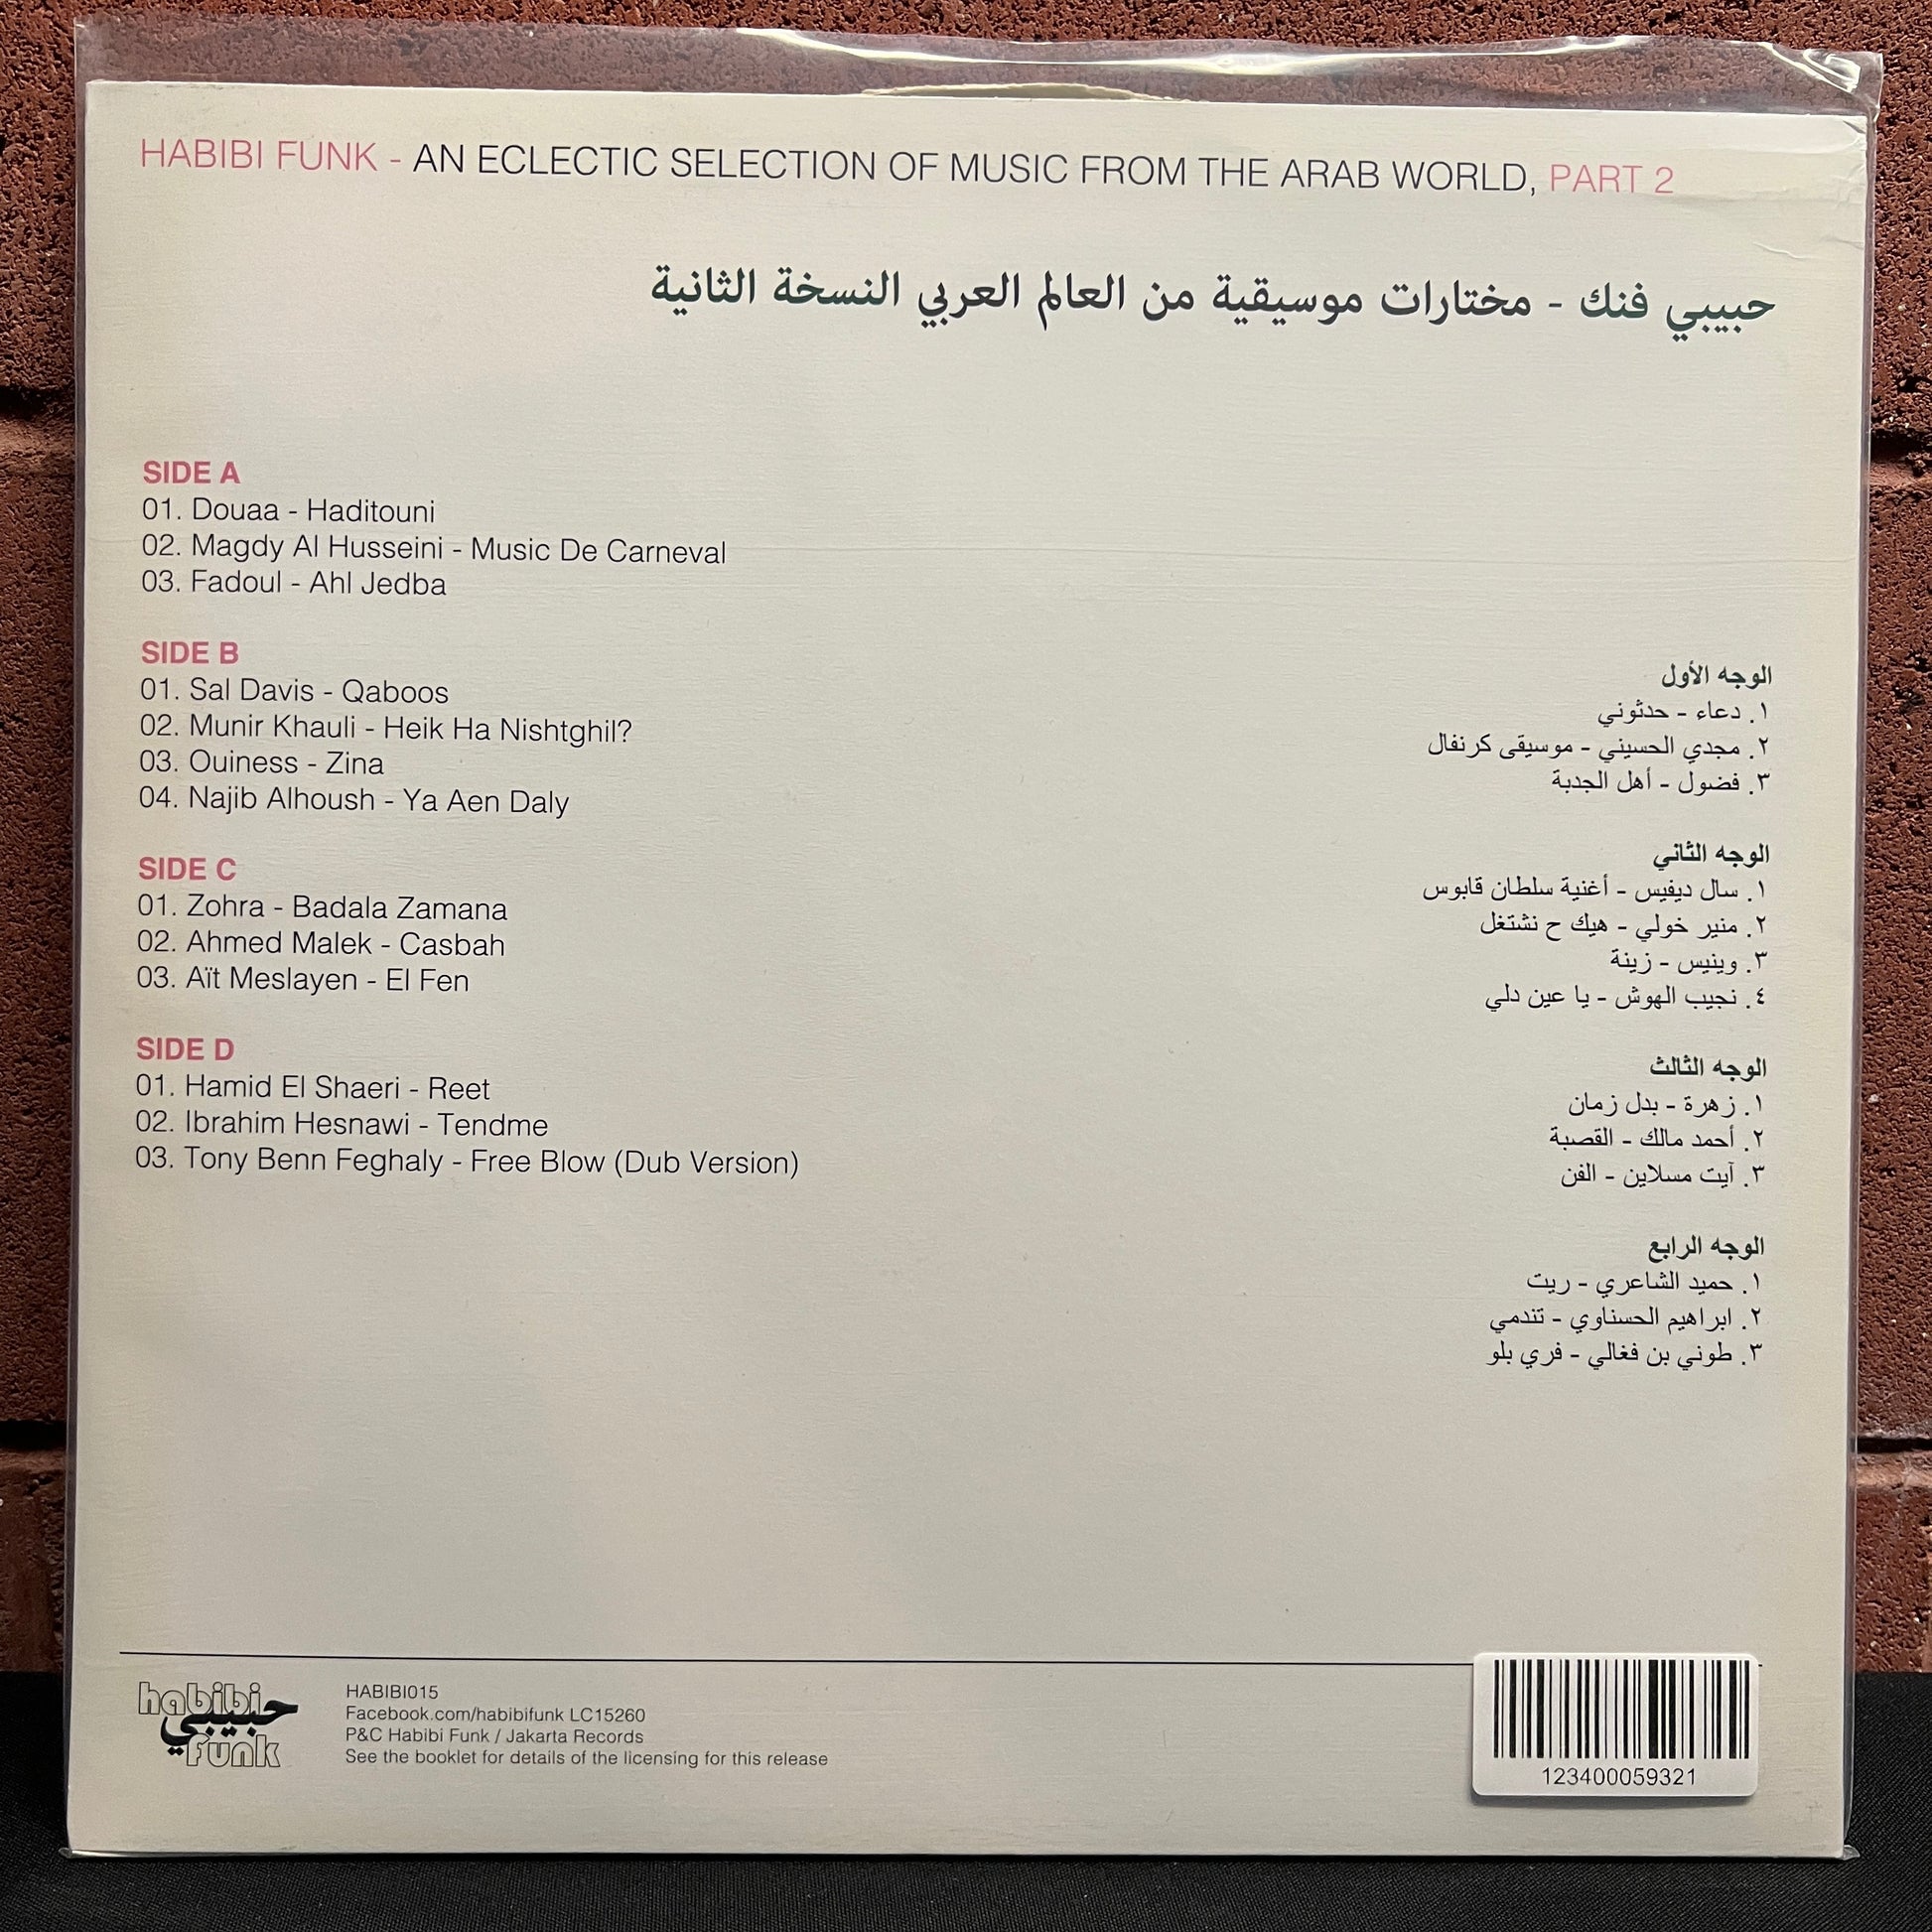 HABIBI FUNK - AN ECLECTIC SELECTION OF MUSIC FROM THE ARAB WORLD, PART 2
حبيبي فنك - مختارات موسيقية من العالم العربي النسخة الثانية
SIDE A
01. Douaa - Haditouni
02. Magdy Al Husseini - Music De Carneval
03. Fadoul - Ahl Jedba
SIDE B
01. Sal Davis - Qaboos
02. Munir Khauli - Heik Ha Nishtghil?
03. Ouiness - Zina
04. Najib Alhoush - Ya Aen Daly
SIDE C
01. Zohra - Badala Zamana
02. Ahmed Malek - Casbah
03. Aït Meslayen - El Fen
SIDE D
01. Hamid El Shaeri - Reet
02. Ibrahim Hesnawi - Tendme
03. Tony Benn Feghaly - Free Blow (Dub Version)
الوجه الأول
١. دعاء - حدثوني
٢. مجدي الحسيني - موسيقى كرنفال
٣. فضول - أهل الجدبة
الوجه الثاني
١. سال ديفيس - أغنية سلطان قابوس
٢. منير خولي - هيك ح نشتغل
٣. وينيس - زينة
٤. نجيب الهوش - يا عين دلي
الوجه الثالث
١. زهرة - بدل زمان
٢. أحمد مالك - القصبة
٣. آيت مسلاين - الفن
الوجه الرابع
١. حميد الشاعري - ريت
٢. ابراهيم الحسناوي - تندمي
٣. طوني بن فغالي - فري بلو
habibi
حبيبي
funk
HABIBI015
Facebook.com/habibifunk LC15260
P&C Habibi Funk / Jakarta Records
See the booklet for details of the licensing for this release
123400059321